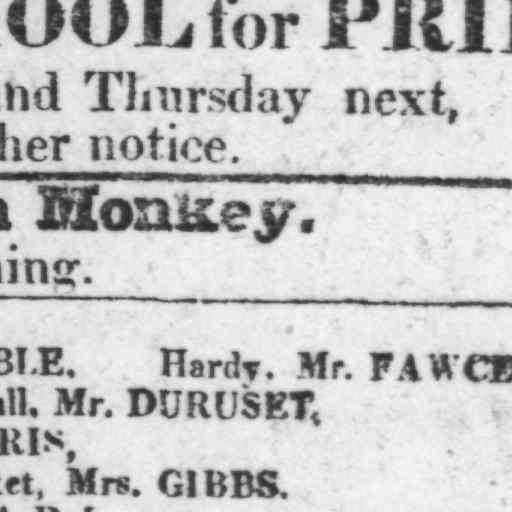 OOL for PRI
nd Thursday next,
her notice.
Monkey.
ing.
BLE, Hardy, Mr. FAWCE
all, Mr. DURUSET,
RIS,
et, Mrs. GIBBS.